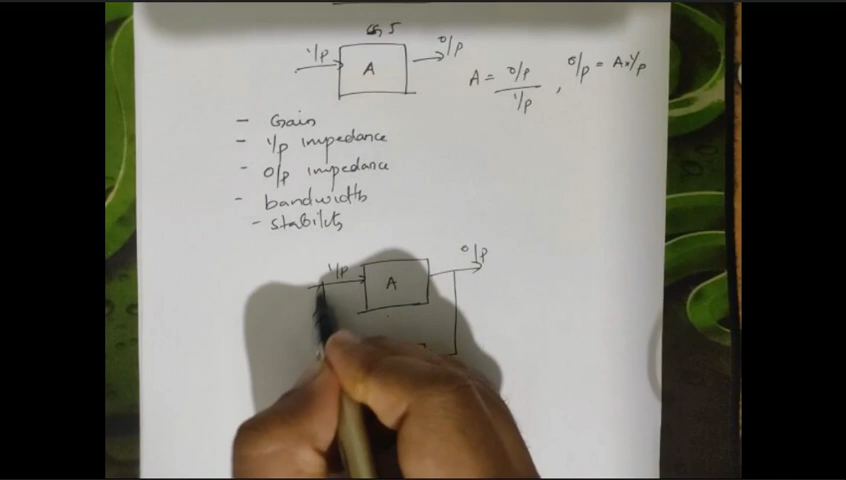 I/p A O/p
A = O/p / I/p , O/p = A×I/p
- Gain
- I/p impedance
- O/p impedance
- bandwidth
- stability
I/p A O/p